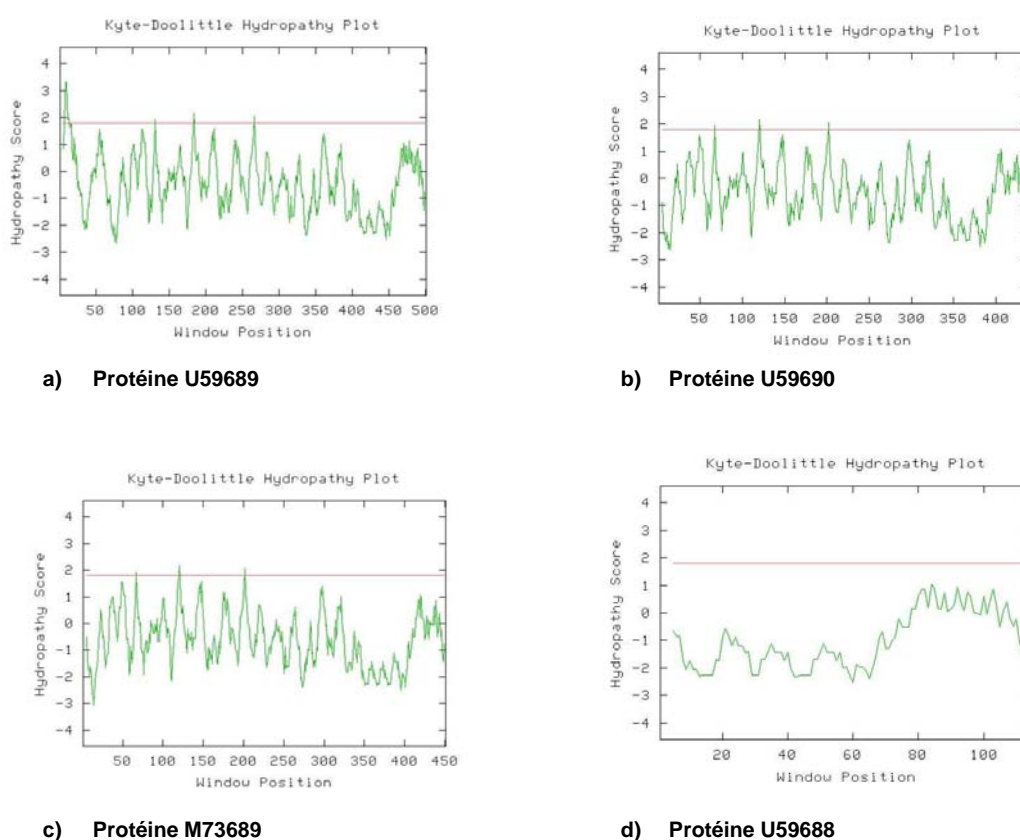 Kyte-Doolittle Hydropathy Plot
Hydropathy Score
4
3
2
1
0
-1
-2
-3
-4
50 100 150 200 250 300 350 400 450 500
Window Position
a) Protéine U59689
Kyte-Doolittle Hydropathy Plot
Hydropathy Score
4
3
2
1
0
-1
-2
-3
-4
50 100 150 200 250 300 350 400
Window Position
b) Protéine U59690
Kyte-Doolittle Hydropathy Plot
Hydropathy Score
4
3
2
1
0
-1
-2
-3
-4
50 100 150 200 250 300 350 400 450
Window Position
c) Protéine M73689
Kyte-Doolittle Hydropathy Plot
Hydropathy Score
4
3
2
1
0
-1
-2
-3
-4
20 40 60 80 100
Window Position
d) Protéine U59688